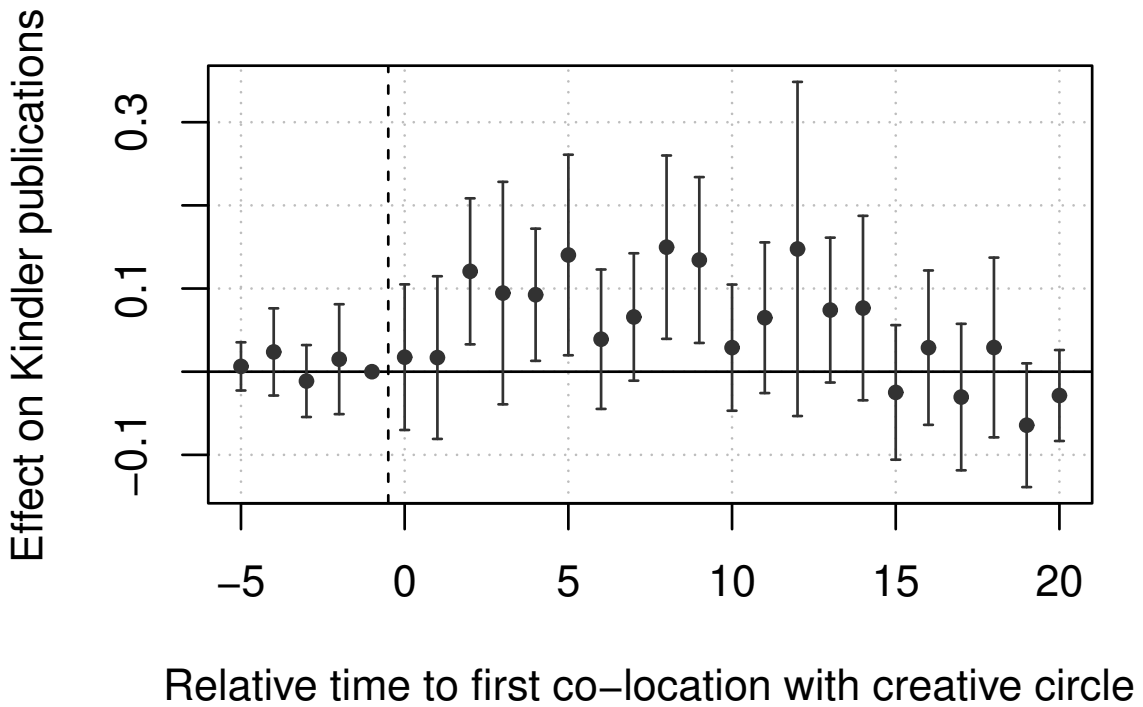 Effect on Kindler publications
0.3
0.1
−0.1
−5 0 5 10 15 20
Relative time to first co−location with creative circle